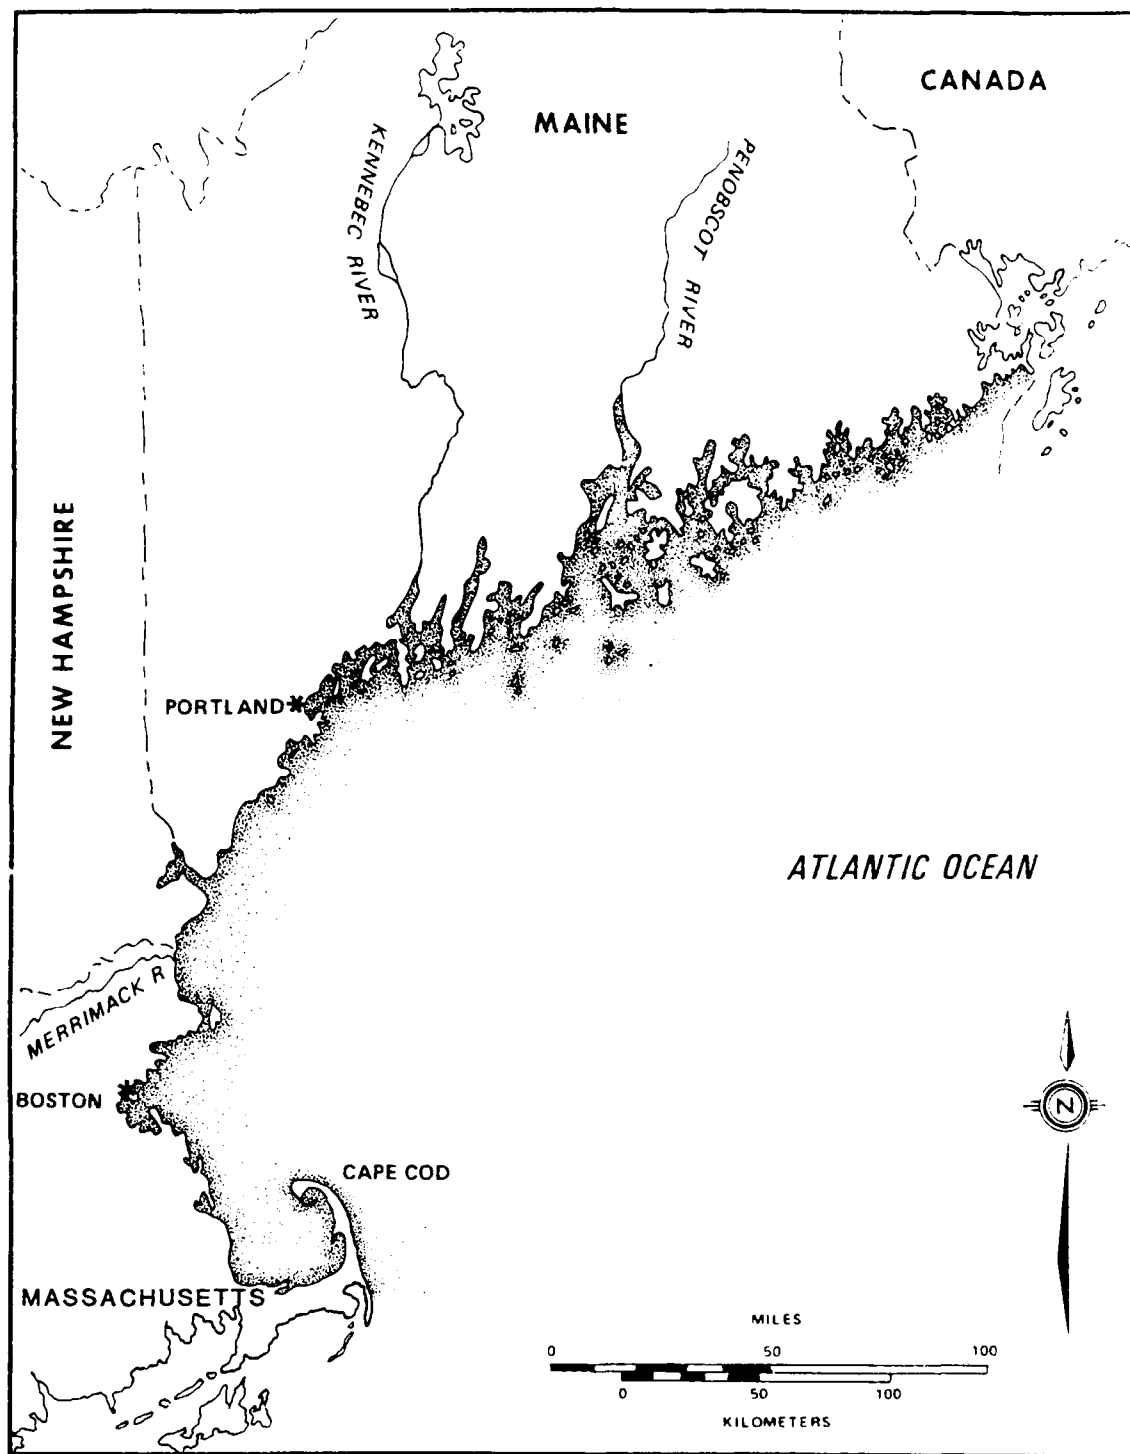 CANADA
MAINE
KENNEBEC RIVER
PENOBSCOT RIVER
NEW HAMPSHIRE
PORTLAND
ATLANTIC OCEAN
MERRIMACK R
BOSTON
N
CAPE COD
MASSACHUSETTS
MILES
0 50 100
0 50 100
KILOMETERS